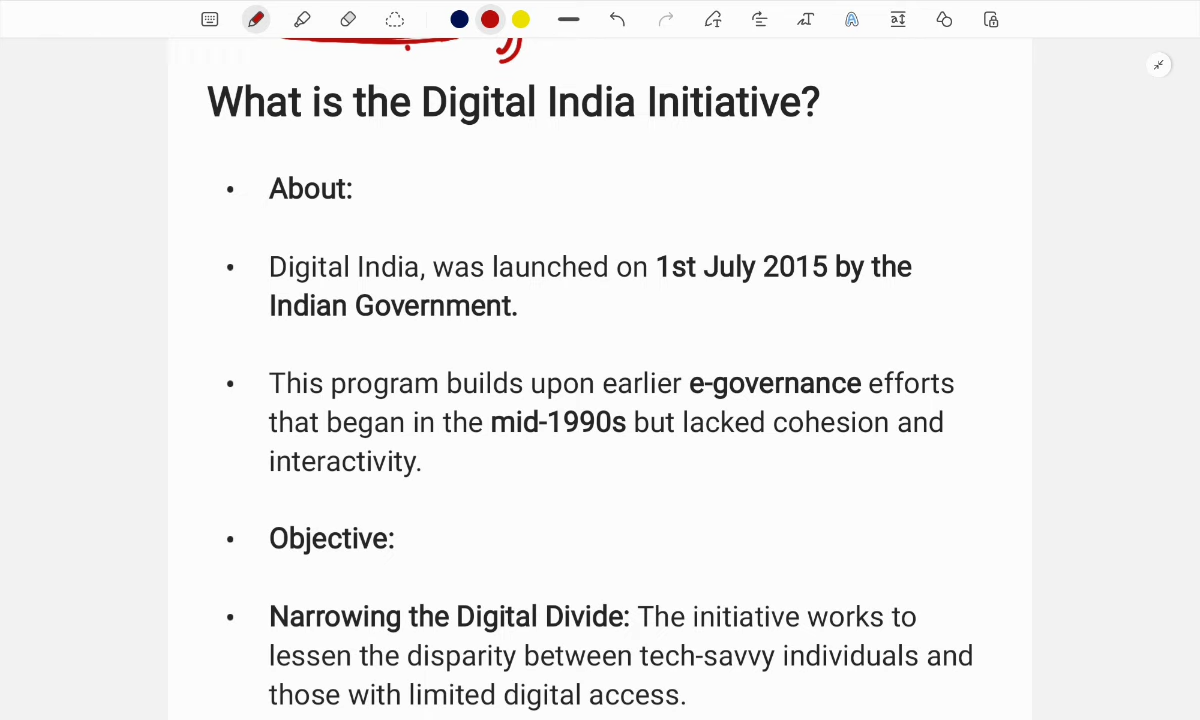 What is the Digital India Initiative?
• About:
• Digital India, was launched on 1st July 2015 by the
Indian Government.
• This program builds upon earlier e-governance efforts
that began in the mid-1990s but lacked cohesion and
interactivity.
• Objective:
• Narrowing the Digital Divide: The initiative works to
lessen the disparity between tech-savvy individuals and
those with limited digital access.